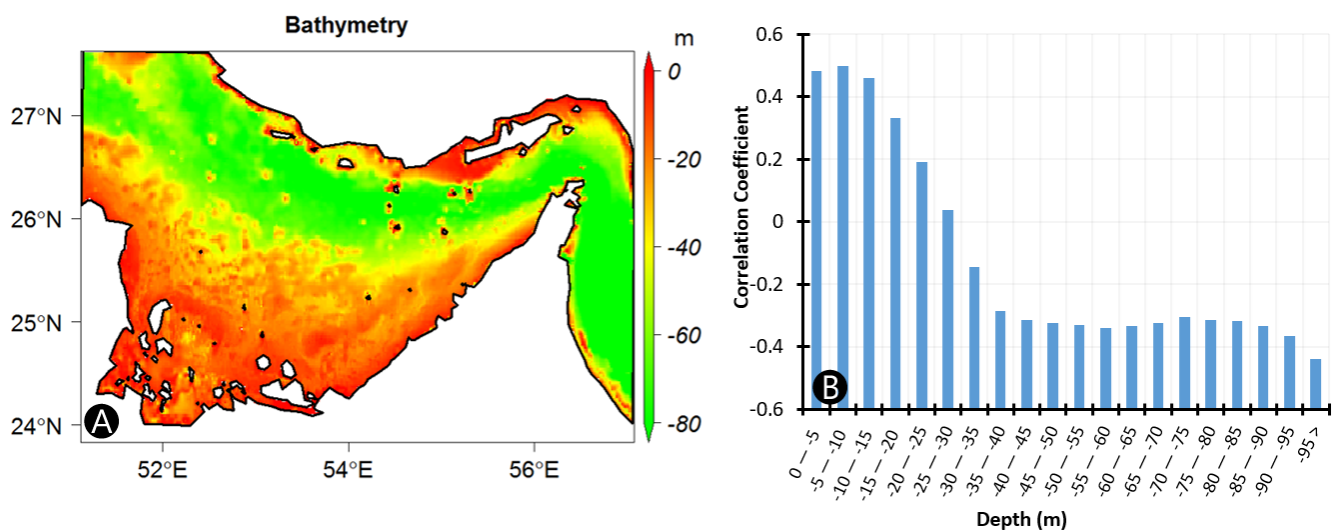 Bathymetry
m
0
-20
-40
-60
-80
27°N
26°N
25°N
24°N
52°E
54°E
56°E
A
Correlation Coefficient
0.6
0.4
0.2
0
-0.2
-0.4
-0.6
B
0 — -5
-5 — -10
-10 — -15
-15 — -20
-20 — -25
-25 — -30
-30 — -35
-35 — -40
-40 — -45
-45 — -50
-50 — -55
-55 — -60
-60 — -65
-65 — -70
-70 — -75
-75 — -80
-80 — -85
-85 — -90
-90 — -95
-95 >
Depth (m)